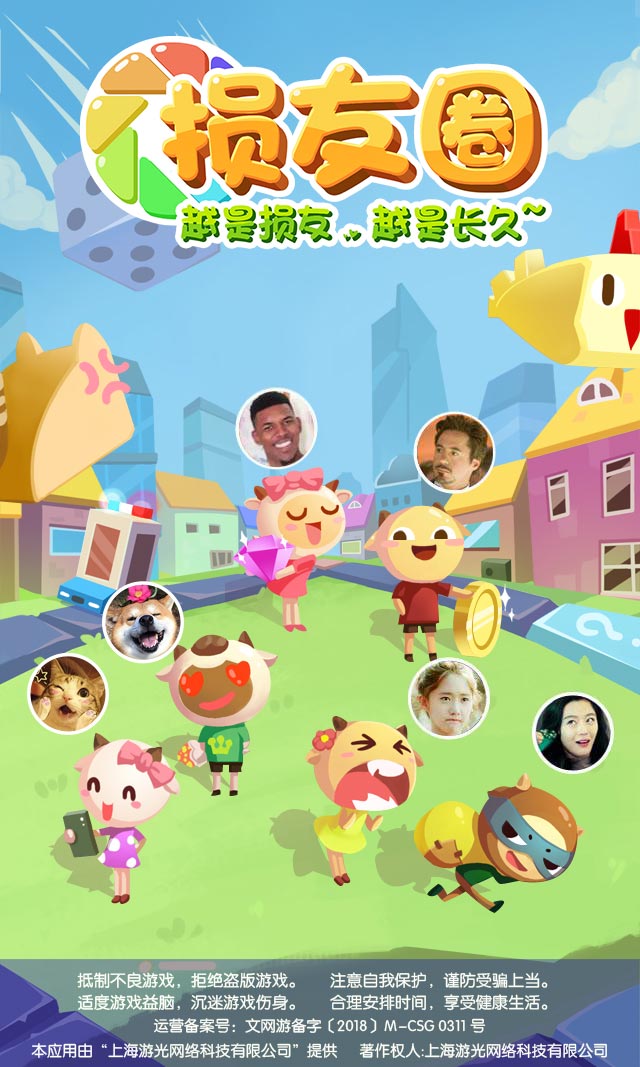 损友圈
越是损友，越是长久~
抵制不良游戏，拒绝盗版游戏。 注意自我保护，谨防受骗上当。
适度游戏益脑，沉迷游戏伤身。 合理安排时间，享受健康生活。
运营备案号：文网游备字〔2018〕M-CSG 0311 号
本应用由“上海游光网络科技有限公司”提供 著作权人:上海游光网络科技有限公司
?